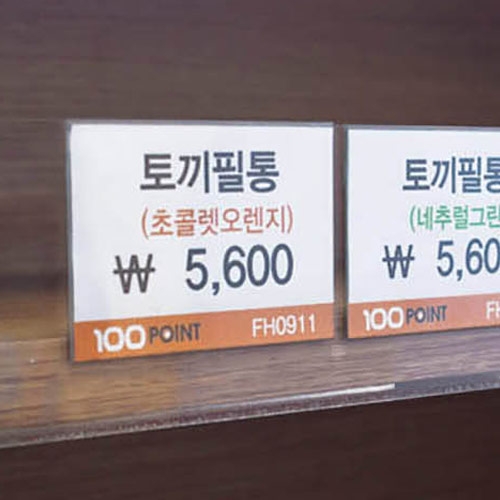 토끼필통
(초콜렛오렌지)
₩ 5,600
100 POINT FH0911
토끼필
(네추럴그린
₩ 5,60
100 POINT FH